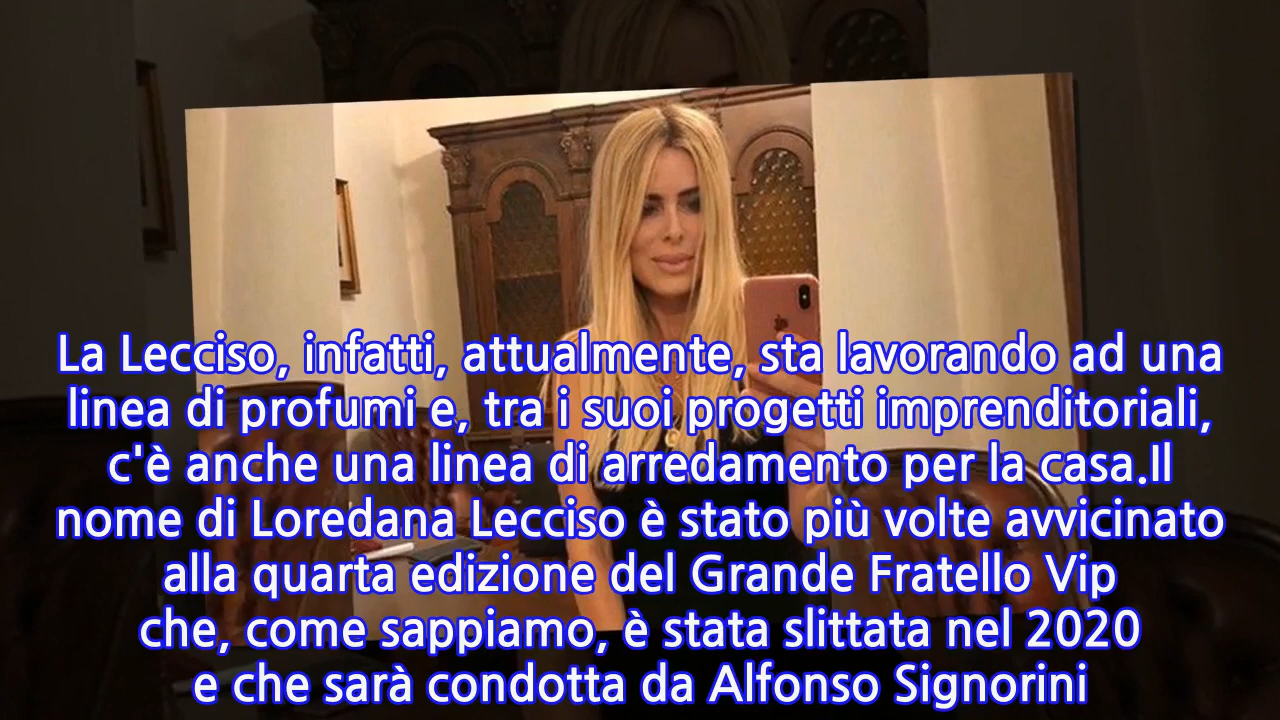 La Lecciso, infatti, attualmente, sta lavorando ad una
linea di profumi e, tra i suoi progetti imprenditoriali,
c'è anche una linea di arredamento per la casa.Il
nome di Loredana Lecciso è stato più volte avvicinato
alla quarta edizione del Grande Fratello Vip
che, come sappiamo, è stata slittata nel 2020
e che sarà condotta da Alfonso Signorini